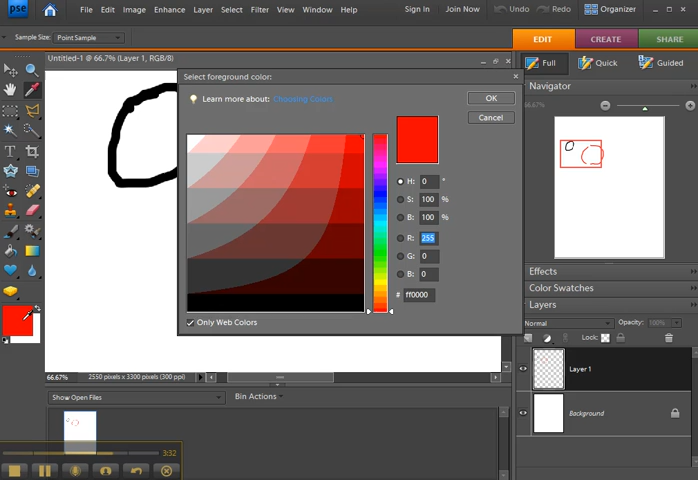 pse File Edit Image Enhance Layer Select Filter View Window Help Sign In Join Now Undo Redo Organizer
Sample Size: Point Sample EDIT CREATE SHARE
Untitled-1 @ 66.7% (Layer 1, RGB/8)
Full Quick Guided
Select foreground color:
Navigator
Learn more about: Choosing Color
OK
Cancel
66.67%
H: 0 °
S: 100 %
B: 100 %
R: 255
G: 0
B: 0
# ff0000
Only Web Colors
Effects
Color Swatches
Layers
Normal Opacity: 100%
Lock:
Layer 1
Background
66.67% 2550 pixels x 3300 pixels (300 ppi)
Show Open Files Bin Actions
3:32